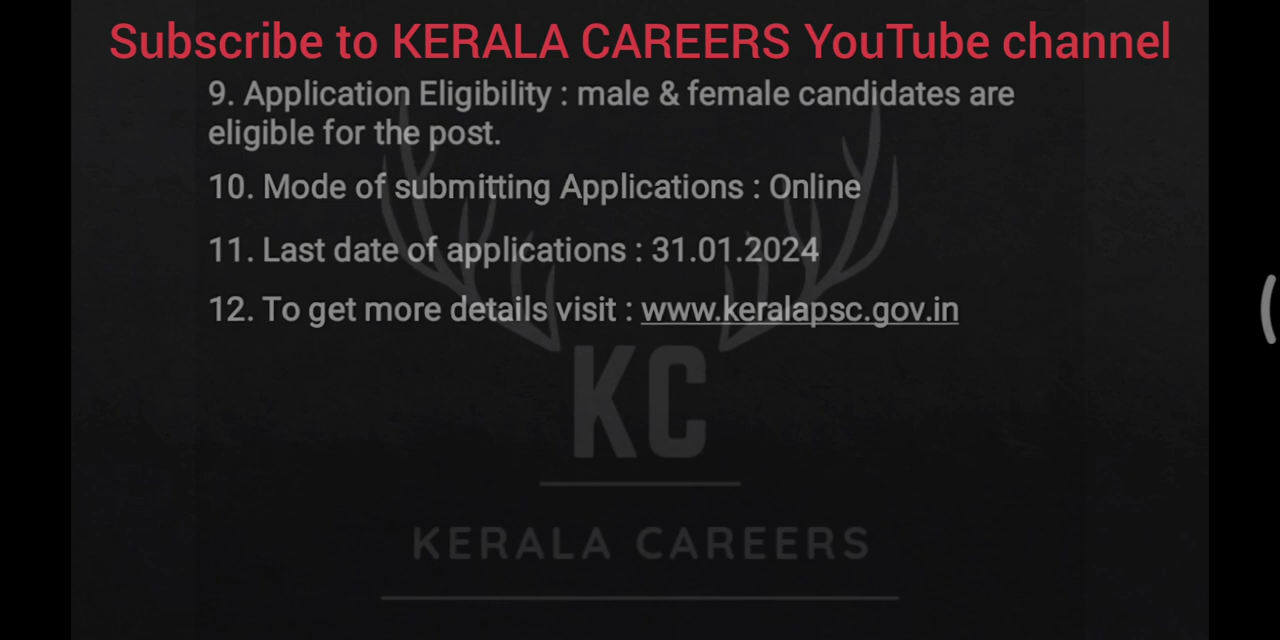 Subscribe to KERALA CAREERS YouTube channel
9. Application Eligibility : male & female candidates are
eligible for the post.
10. Mode of submitting Applications : Online
11. Last date of applications : 31.01.2024
12. To get more details visit : www.keralapsc.gov.in
KC
KERALA CAREERS